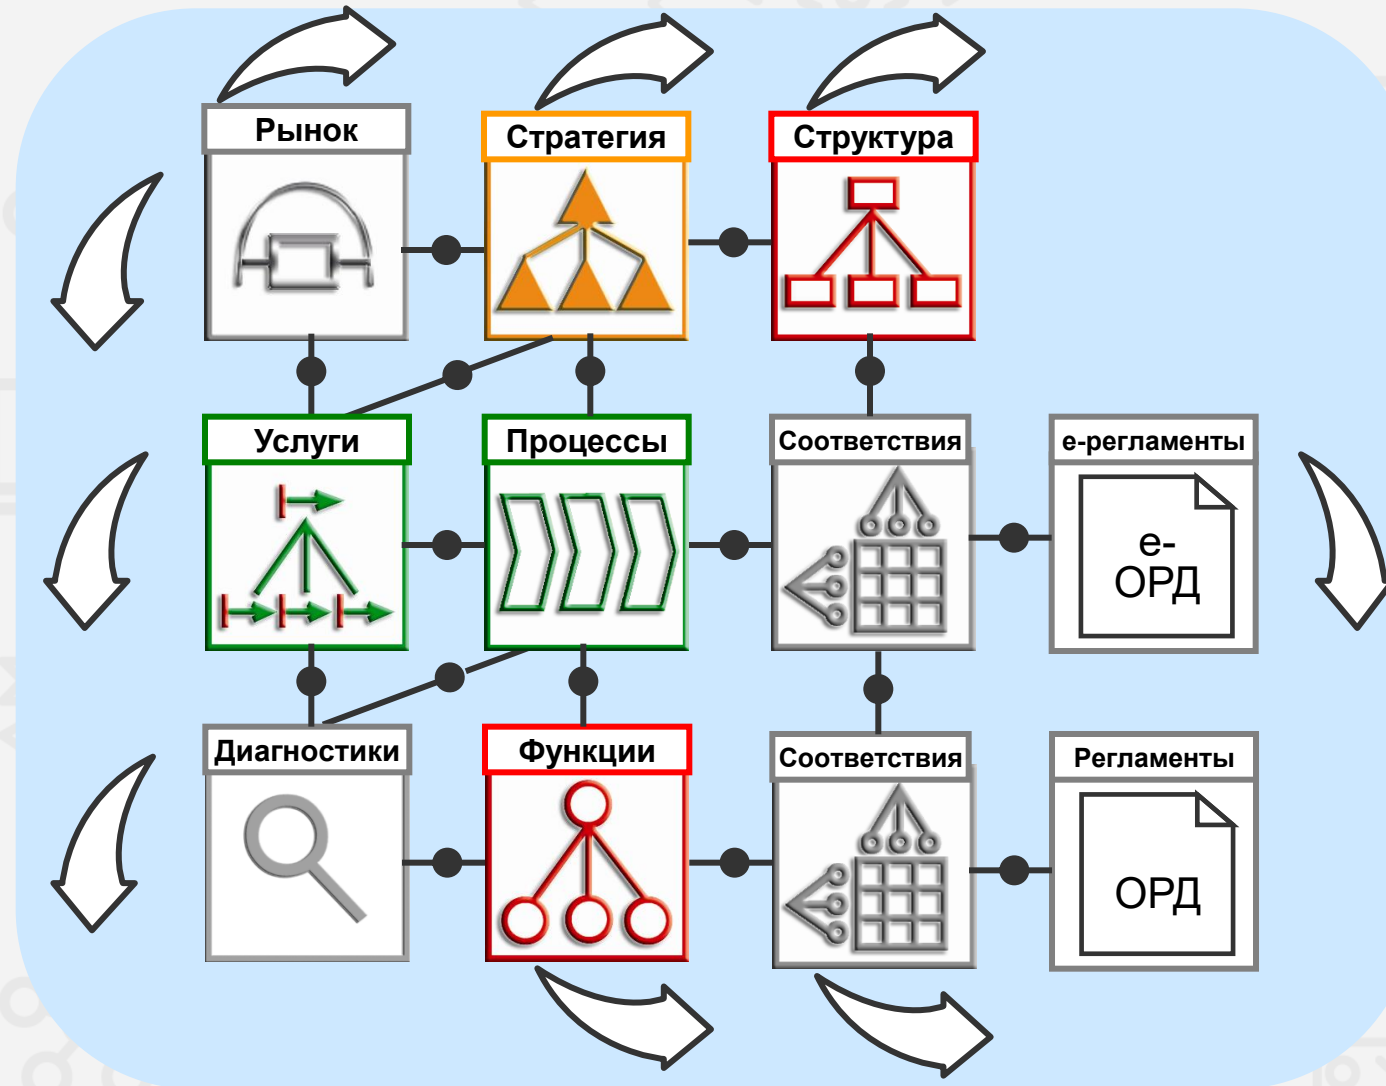 Рынок
Стратегия
Структура
Услуги
Процессы
Соответствия
е-регламенты
е-
ОРД
Диагностики
Функции
Соответствия
Регламенты
ОРД